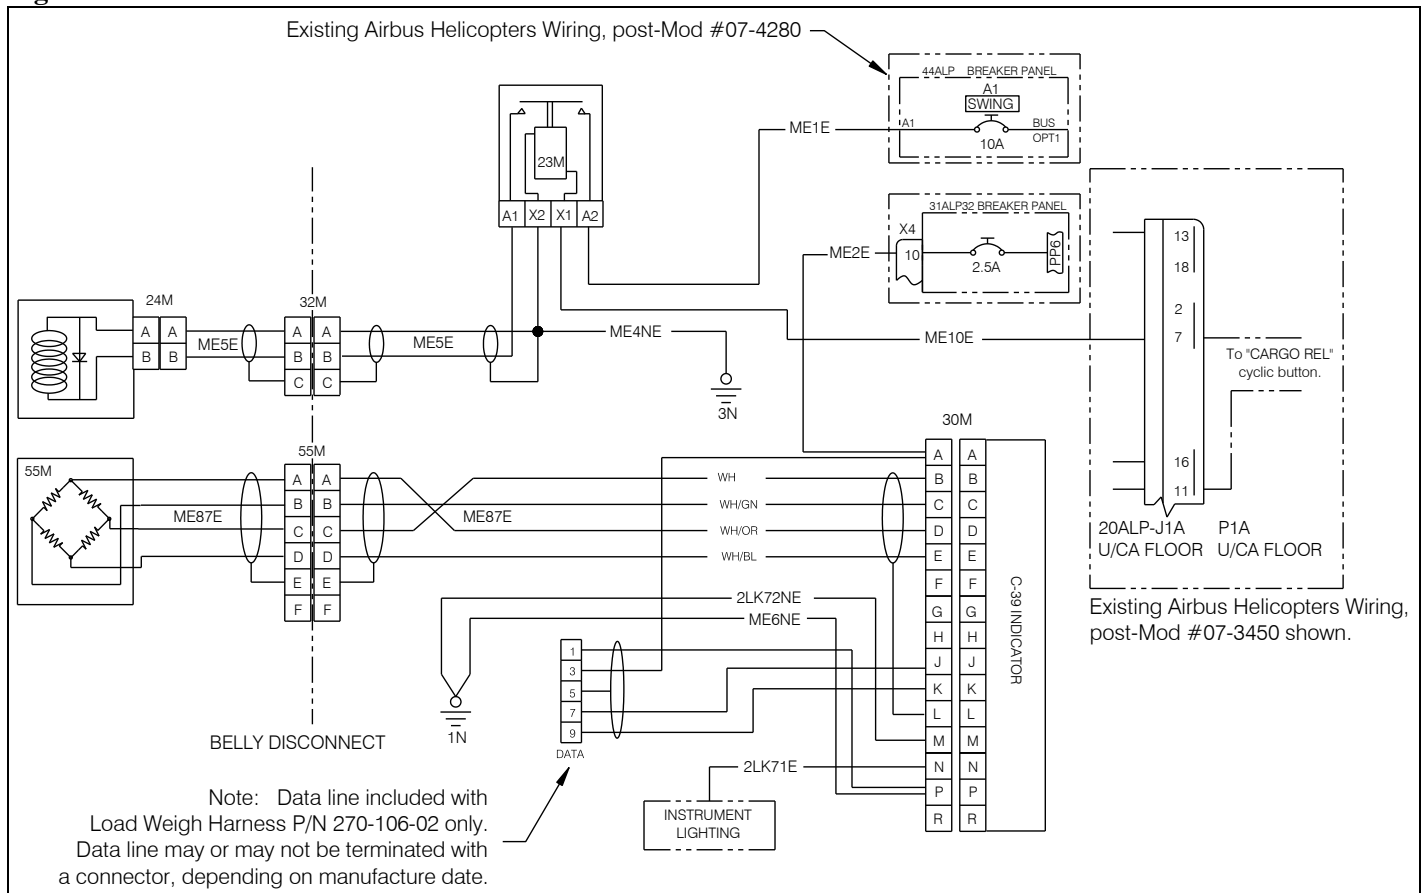 Existing Airbus Helicopters Wiring, post-Mod #07-4280
44ALP BREAKER PANEL
A1
SWING
A1
BUS
OPT1
10A
ME1E
23M
A1 X2 X1 A2
31ALP32 BREAKER PANEL
X4
10
2.5A
PP6
ME2E
13
18
2
7
16
11
To "CARGO REL"
cyclic button.
20ALP-J1A P1A
U/CA FLOOR U/CA FLOOR
Existing Airbus Helicopters Wiring,
post-Mod #07-3450 shown.
24M
A A
B B
ME5E
32M
A A
B B
C C
ME5E
ME4NE
3N
ME10E
55M
ME87E
55M
A A
B B
C C
D D
E E
F F
ME87E
WH
WH/GN
WH/OR
WH/BL
30M
A A
B B
C C
D D
E E
F F
G G
H H
J J
K K
L L
M M
N N
P P
R R
C-39 INDICATOR
2LK72NE
ME6NE
1N
1
3
5
7
9
DATA
2LK71E
INSTRUMENT
LIGHTING
BELLY DISCONNECT
Note: Data line included with
Load Weigh Harness P/N 270-106-02 only.
Data line may or may not be terminated with
a connector, depending on manufacture date.